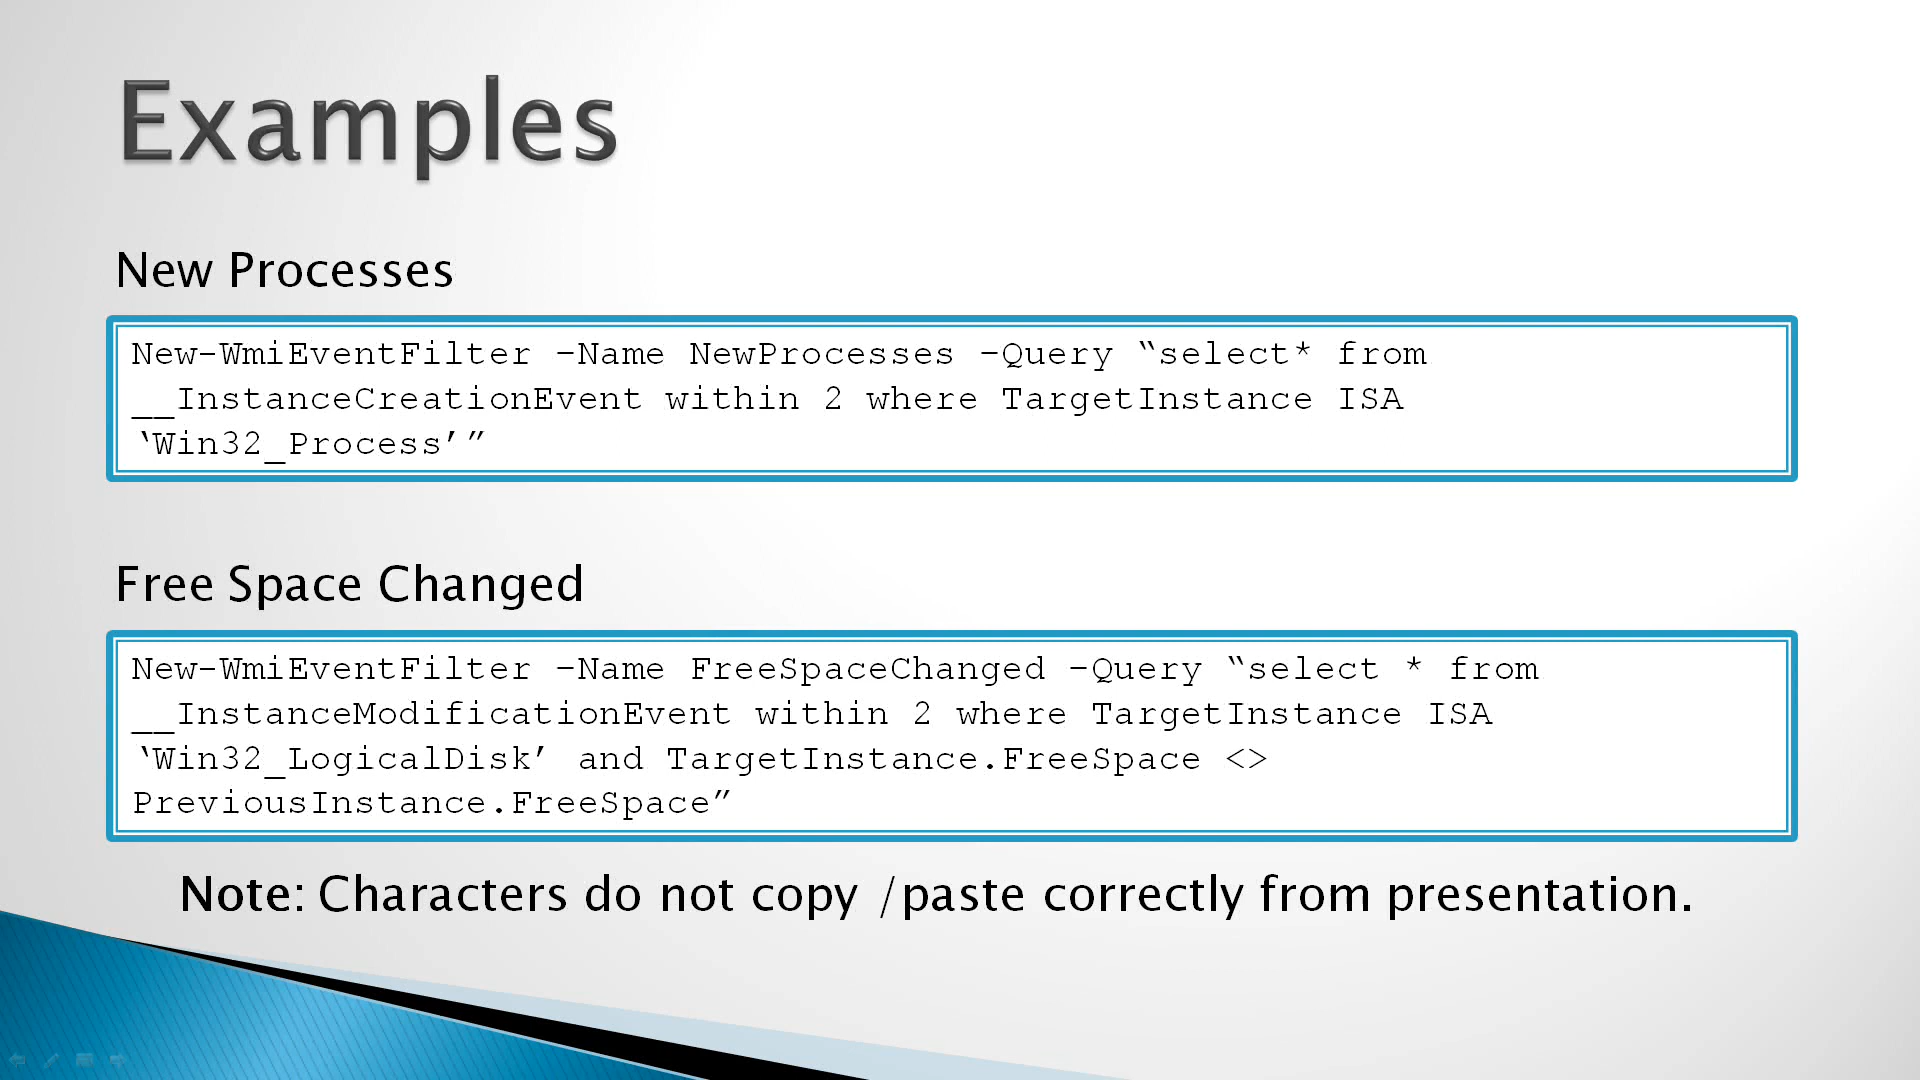 Examples
New Processes
New-WmiEventFilter –Name NewProcesses –Query “select* from
__InstanceCreationEvent within 2 where TargetInstance ISA
‘Win32_Process’”
Free Space Changed
New-WmiEventFilter –Name FreeSpaceChanged –Query “select * from
__InstanceModificationEvent within 2 where TargetInstance ISA
‘Win32_LogicalDisk’ and TargetInstance.FreeSpace <>
PreviousInstance.FreeSpace”
Note: Characters do not copy /paste correctly from presentation.